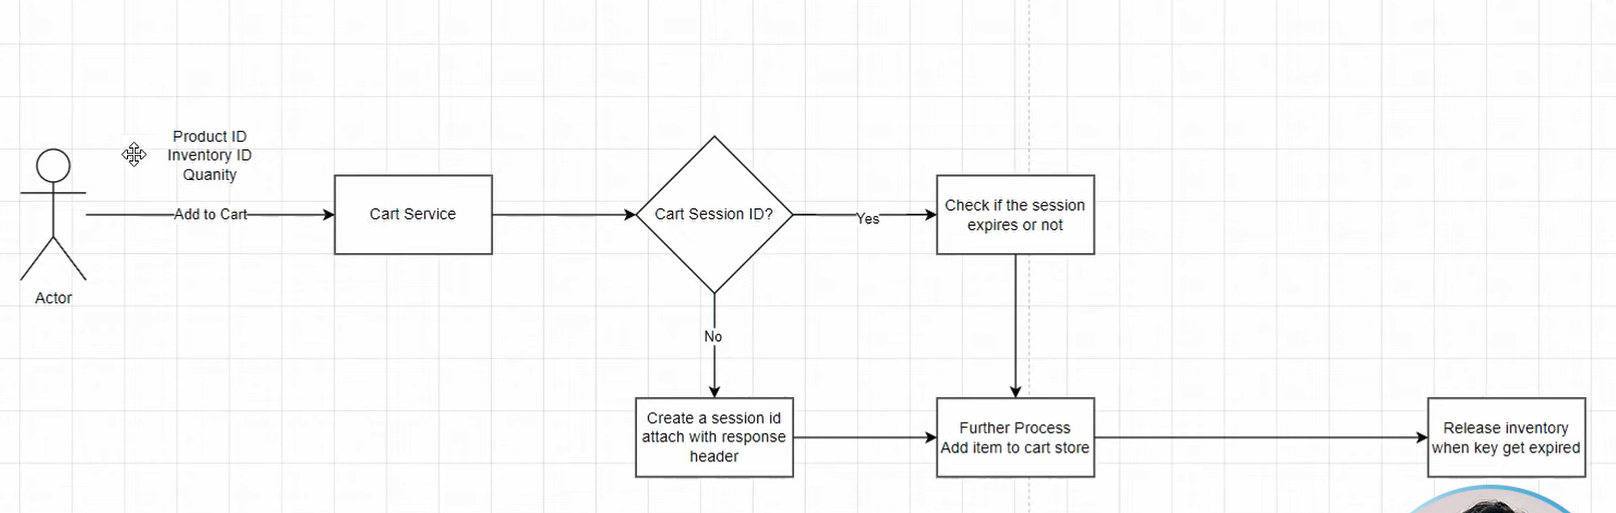 Product ID
Inventory ID
Quanity
Add to Cart
Actor
Cart Service
Cart Session ID?
Yes
Check if the session
expires or not
No
Create a session id
attach with response
header
Further Process
Add item to cart store
Release inventory
when key get expired